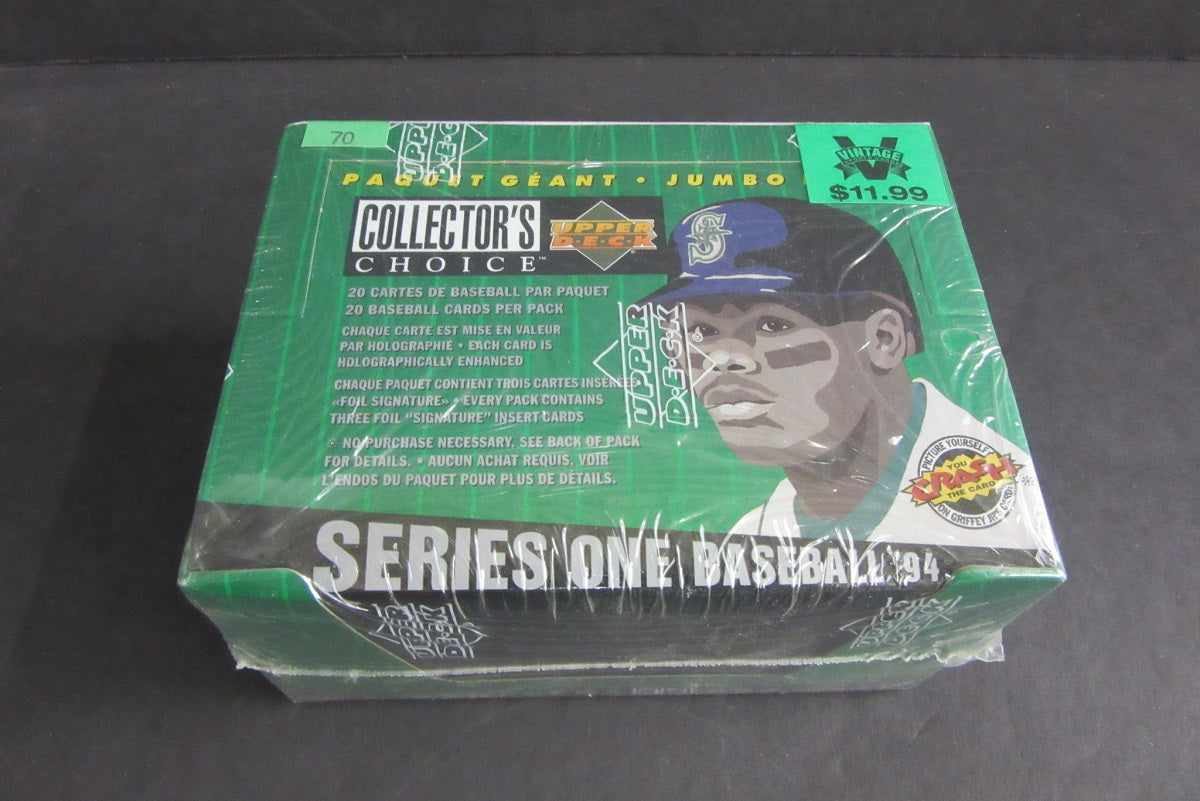 70
UPPER
D·E·C·K
VINTAGE
$11.99
PAQUET GÉANT • JUMBO
COLLECTOR'S
CHOICE™
UPPER
D·E·C·K
®
S
20 CARTES DE BASEBALL PAR PAQUET
20 BASEBALL CARDS PER PACK
CHAQUE CARTE EST MISE EN VALEUR
PAR HOLOGRAPHIE • EACH CARD IS
HOLOGRAPHICALLY ENHANCED
CHAQUE PAQUET CONTIENT TROIS CARTES INSÉRÉES
«FOIL SIGNATURE» • EVERY PACK CONTAINS
THREE FOIL "SIGNATURE" INSERT CARDS
* NO PURCHASE NECESSARY. SEE BACK OF PACK
FOR DETAILS. • AUCUN ACHAT REQUIS. VOIR
L'ENDOS DU PAQUET POUR PLUS DE DÉTAILS.
UPPER
D·E·C·K
®
PICTURE YOURSELF
YOU
CRASH
THE CARD
ON GRIFFEY JR'S CARD!
*
SERIES ONE BASEBALL '94
UPPER
DECK
UPPER
DECK